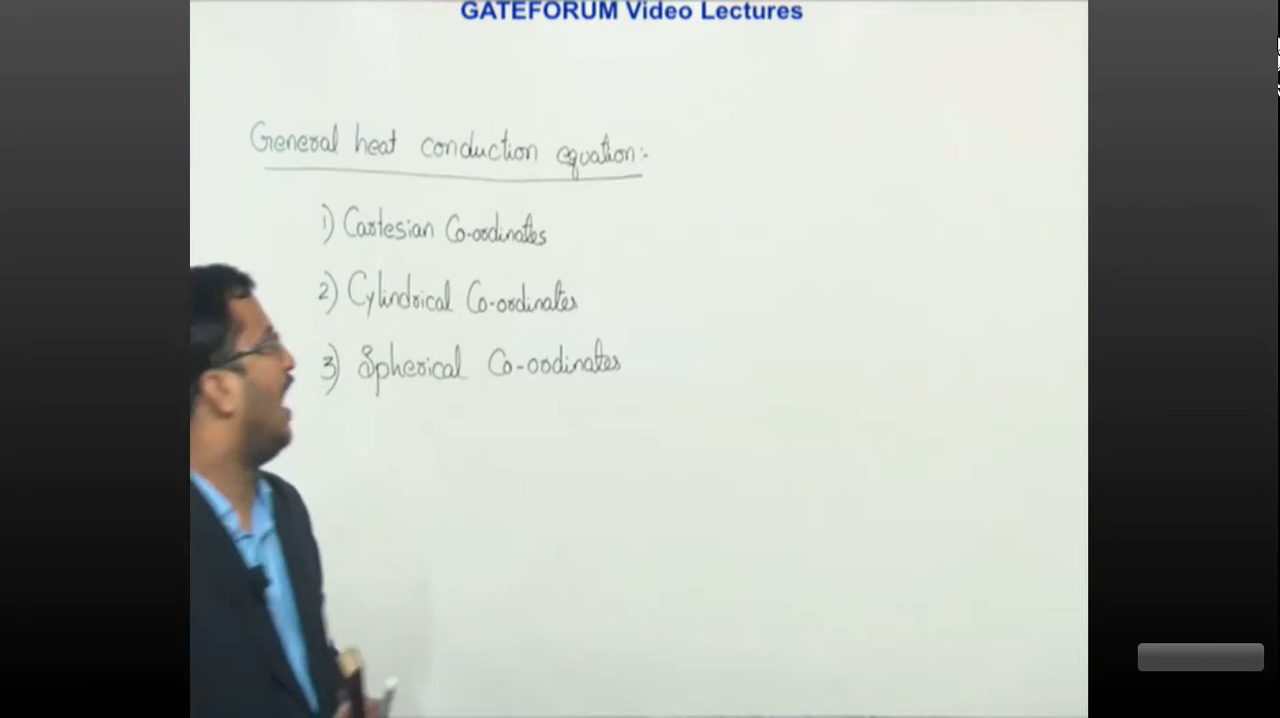 GATEFORUM Video Lectures
General heat conduction equation:-
1) Cartesian Co-ordinates
2) Cylindrical Co-ordinates
3) Spherical Co-ordinates